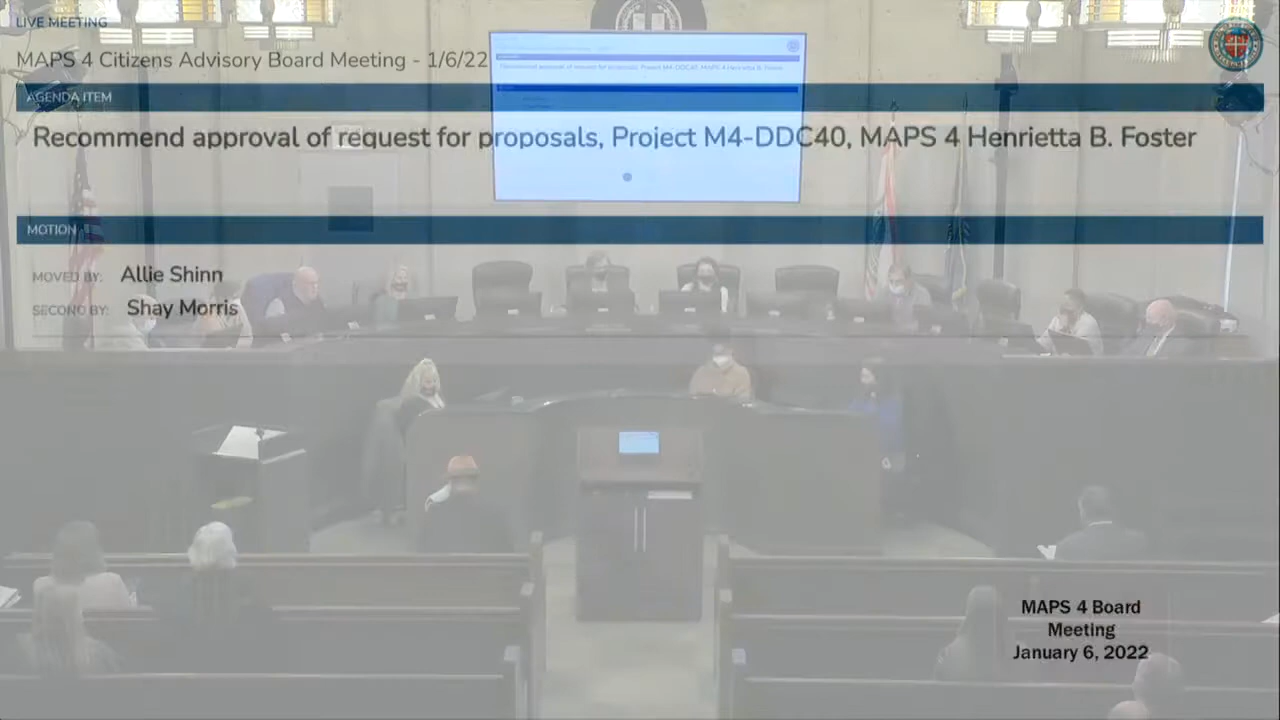 LIVE MEETING
MAPS 4 Citizens Advisory Board Meeting - 1/6/22
AGENDA ITEM
Recommend approval of request for proposals, Project M4-DDC40, MAPS 4 Henrietta B. Foster
MOTION
MOVED BY: Allie Shinn
SECOND BY: Shay Morris
MAPS 4 Board
Meeting
January 6, 2022